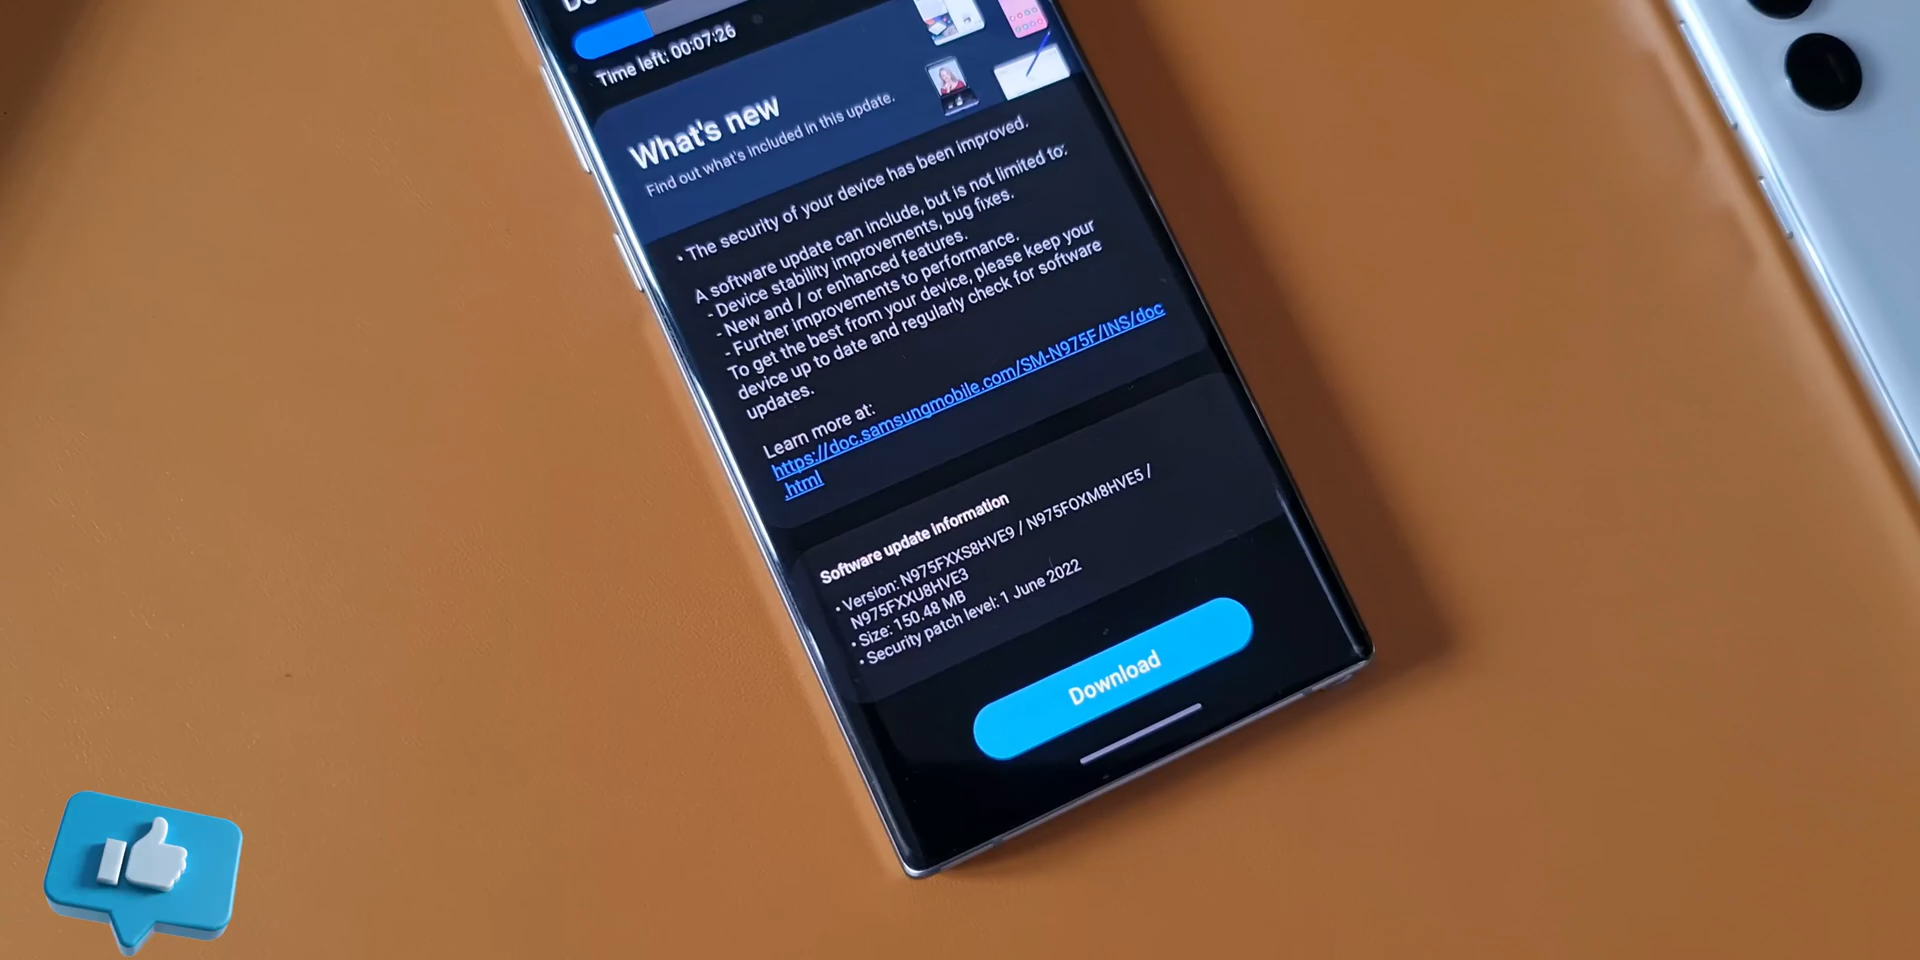 Time left: 00:07:26
What's new
Find out what's included in this update.
• The security of your device has been improved.
A software update can include, but is not limited to:
- Device stability improvements, bug fixes.
- New and / or enhanced features.
- Further improvements to performance.
To get the best from your device, please keep your
device up to date and regularly check for software
updates.
Learn more at:
https://doc.samsungmobile.com/SM-N975F/INS/doc
.html
Software update information
• Version: N975FXXS8HVE9 / N975FOXM8HVE5 /
N975FXXU8HVE3
• Size: 150.48 MB
• Security patch level: 1 June 2022
Download